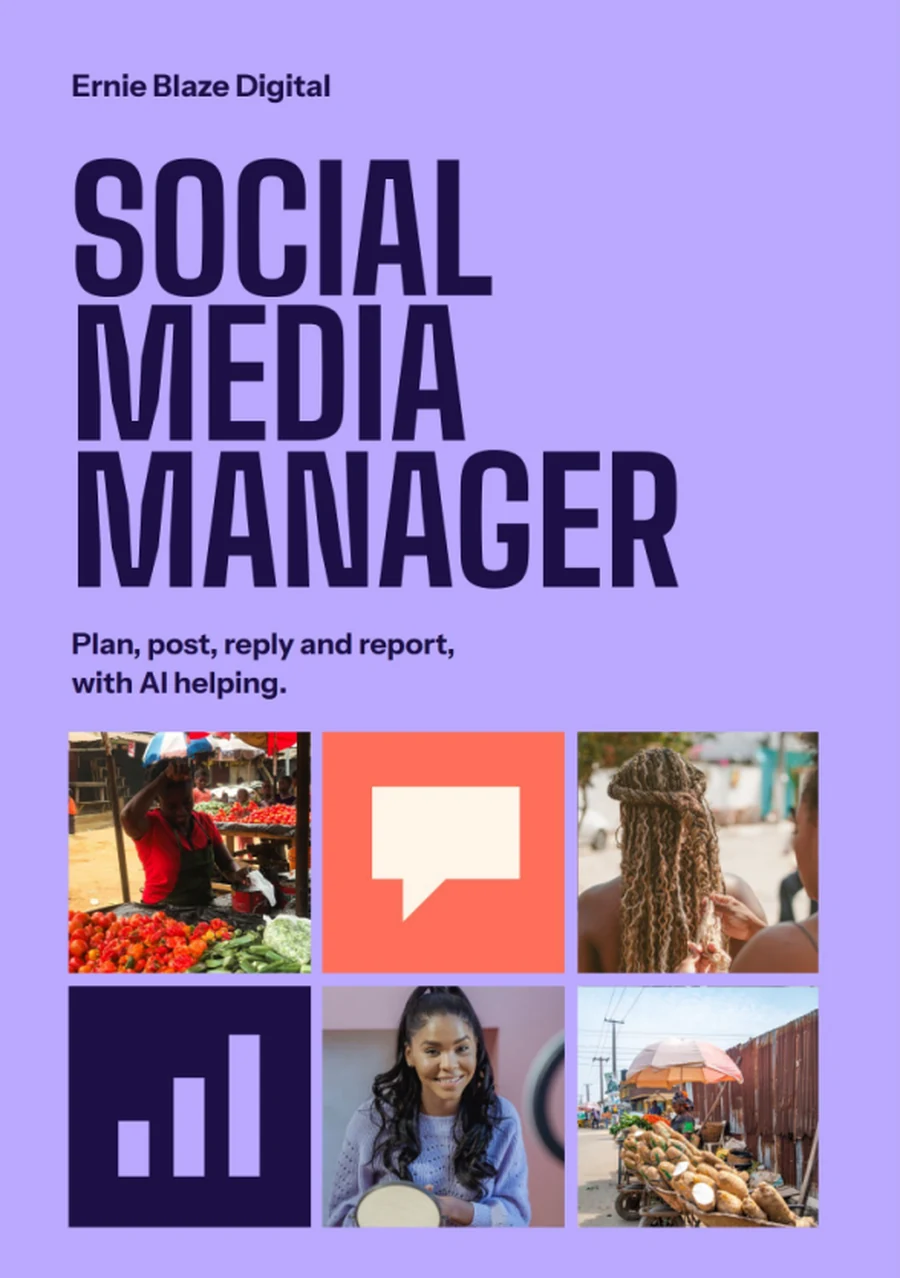 Ernie Blaze Digital
SOCIAL
MEDIA
MANAGER
Plan, post, reply and report,
with AI helping.